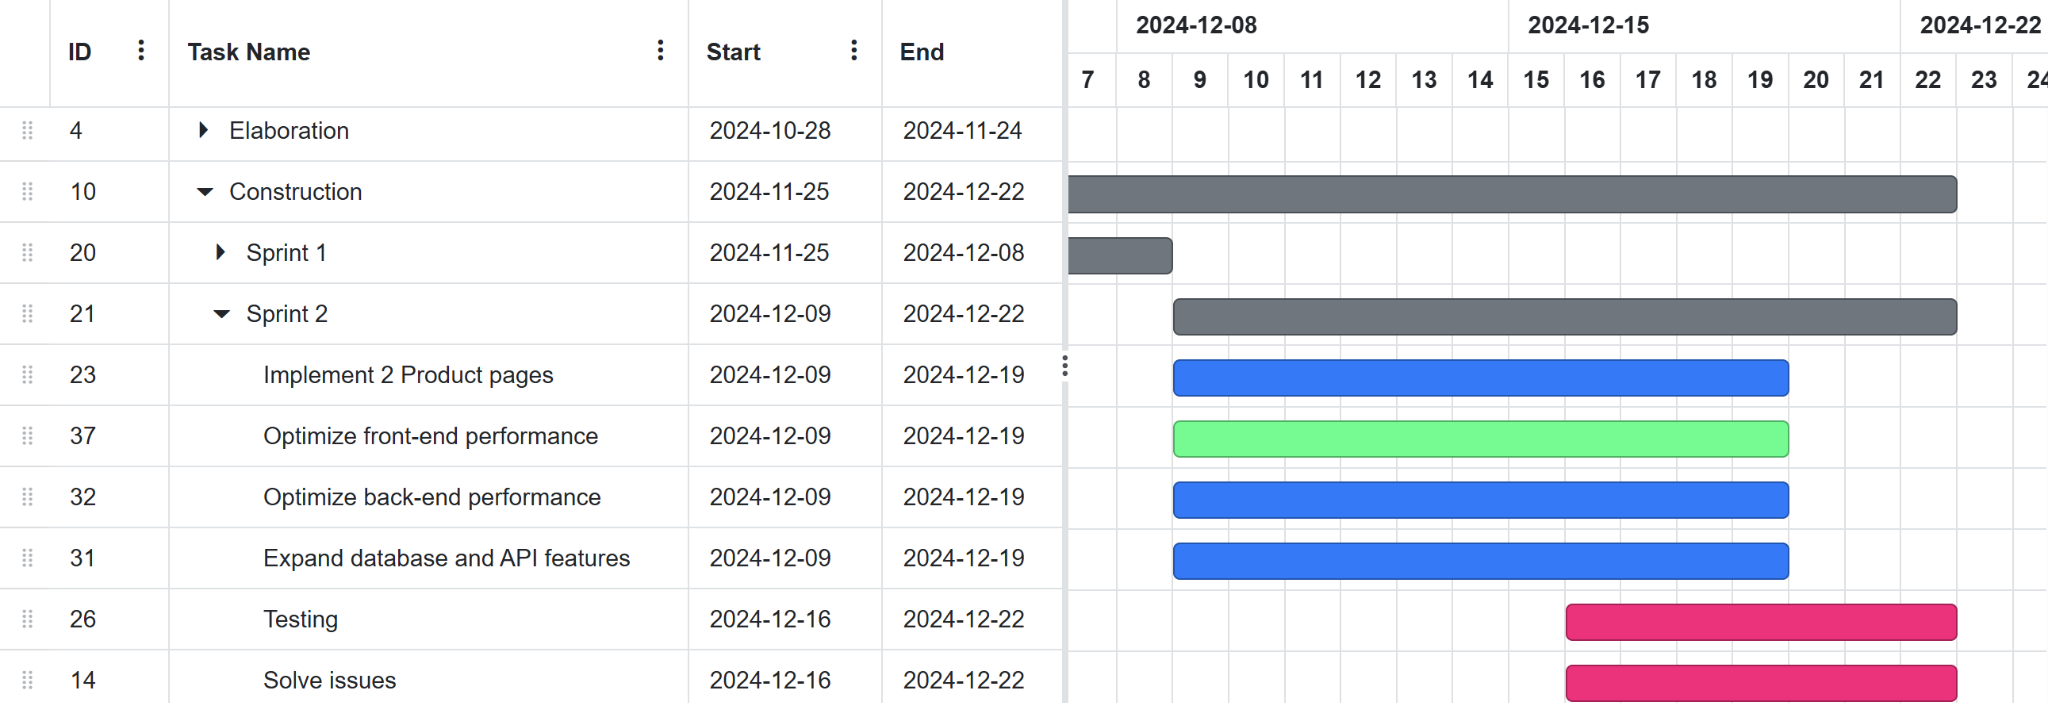 ID Task Name Start End 2024-12-08 2024-12-15 2024-12-22
7 8 9 10 11 12 13 14 15 16 17 18 19 20 21 22 23 24
4 Elaboration 2024-10-28 2024-11-24
10 Construction 2024-11-25 2024-12-22
20 Sprint 1 2024-11-25 2024-12-08
21 Sprint 2 2024-12-09 2024-12-22
23 Implement 2 Product pages 2024-12-09 2024-12-19
37 Optimize front-end performance 2024-12-09 2024-12-19
32 Optimize back-end performance 2024-12-09 2024-12-19
31 Expand database and API features 2024-12-09 2024-12-19
26 Testing 2024-12-16 2024-12-22
14 Solve issues 2024-12-16 2024-12-22